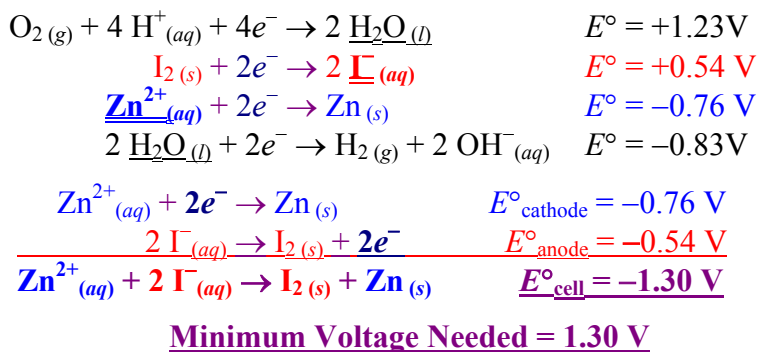 O₂ (g) + 4 H⁺(aq) + 4e⁻ → 2 H₂O (l) E° = +1.23V
I₂ (s) + 2e⁻ → 2 I⁻ (aq) E° = +0.54 V
Zn²⁺(aq) + 2e⁻ → Zn (s) E° = –0.76 V
2 H₂O (l) + 2e⁻ → H₂ (g) + 2 OH⁻(aq) E° = –0.83V
Zn²⁺(aq) + 2e⁻ → Zn (s) E°cathode = –0.76 V
2 I⁻(aq) → I₂ (s) + 2e⁻ E°anode = –0.54 V
Zn²⁺(aq) + 2 I⁻(aq) → I₂ (s) + Zn (s) E°cell = –1.30 V
Minimum Voltage Needed = 1.30 V